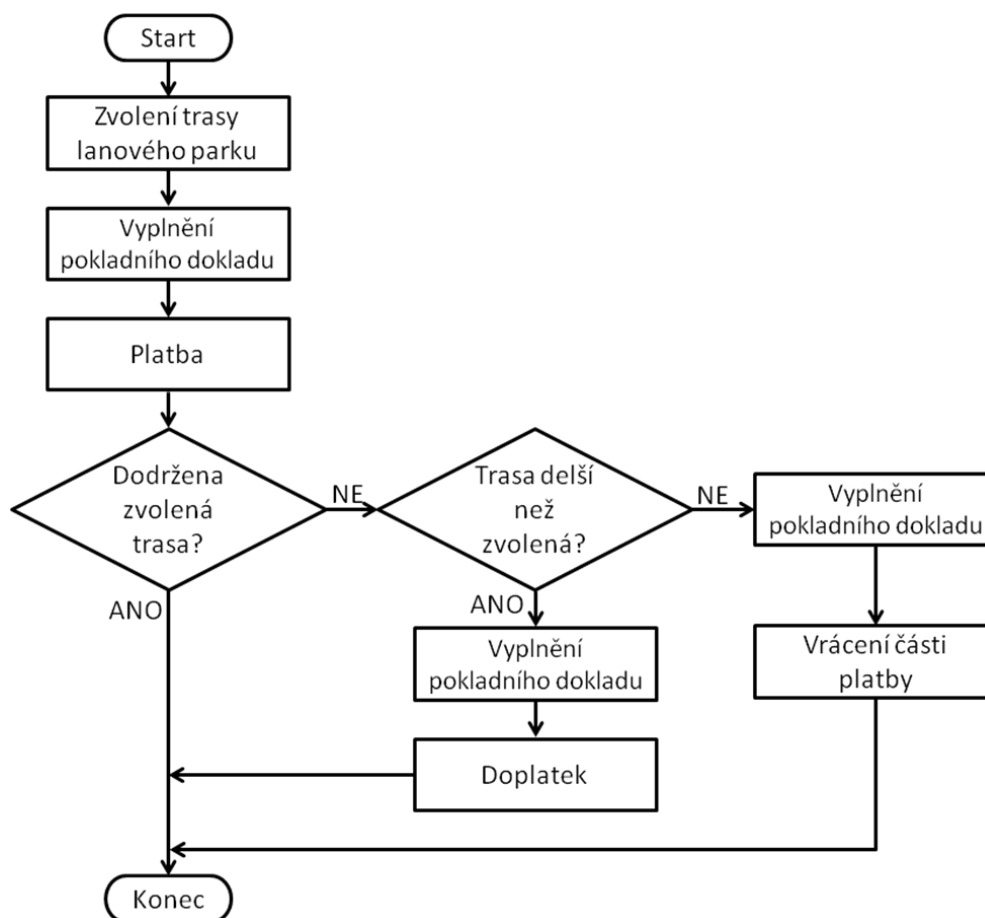 Start
Zvolení trasy
lanového parku
Vyplnění
pokladního dokladu
Platba
Dodržena
zvolená
trasa?
NE
Trasa delší
než
zvolená?
NE
Vyplnění
pokladního dokladu
ANO
ANO
Vyplnění
pokladního dokladu
Vrácení části
platby
Doplatek
Konec